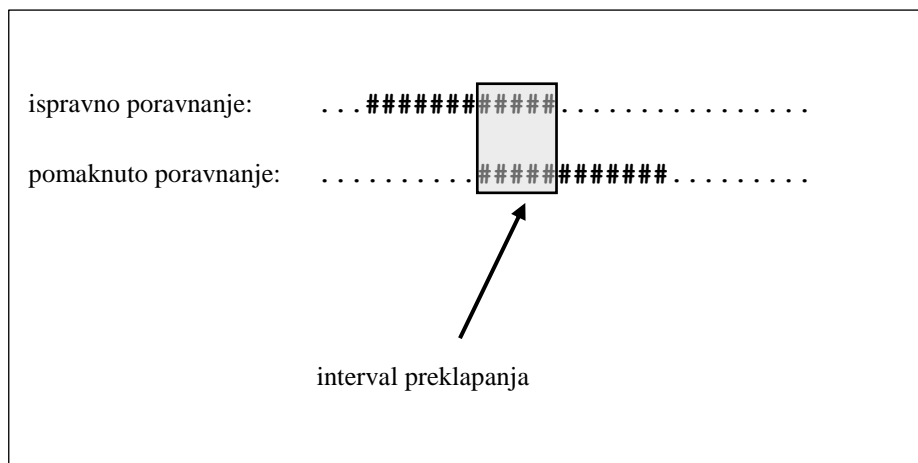 ispravno poravnanje: ...############................
pomaknuto poravnanje: ..........############.........
interval preklapanja